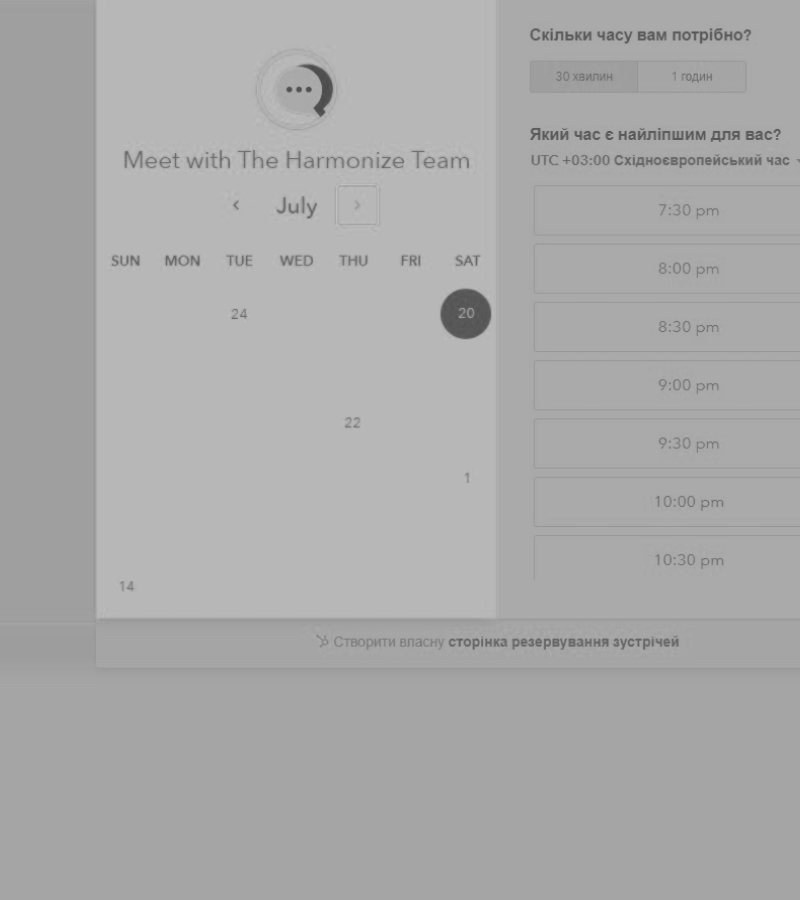 Meet with The Harmonize Team
July
SUN MON TUE WED THU FRI SAT
24 20
22
1
14
Скільки часу вам потрібно?
30 хвилин 1 годин
Який час є найліпшим для вас?
UTC +03:00 Східноєвропейський час
7:30 pm
8:00 pm
8:30 pm
9:00 pm
9:30 pm
10:00 pm
10:30 pm
Створити власну сторінка резервування зустрічей